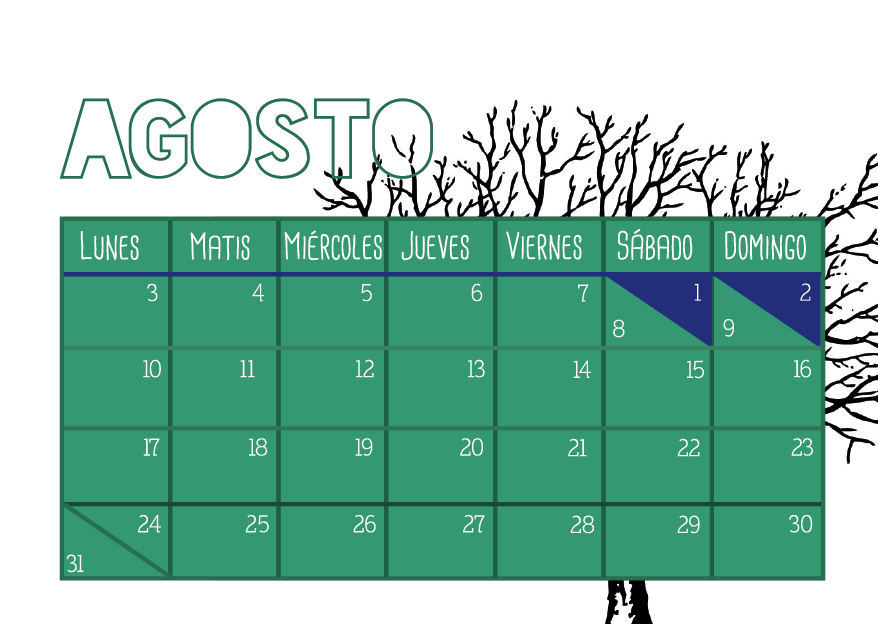 AGOSTO
LUNES MATIS MIÉRCOLES JUEVES VIERNES SÁBADO DOMINGO
3 4 5 6 7 1 2
8 9
10 11 12 13 14 15 16
17 18 19 20 21 22 23
24 25 26 27 28 29 30
31